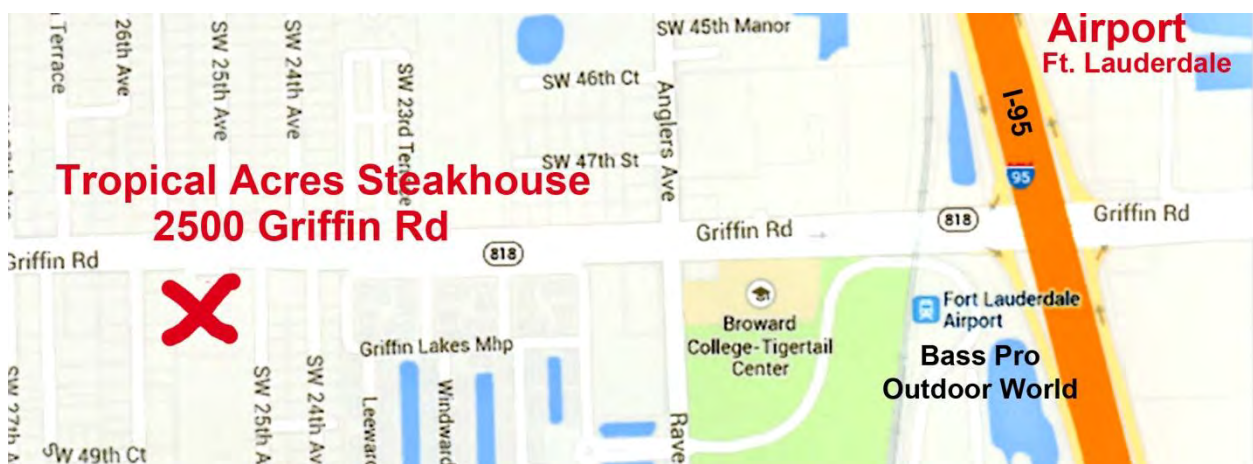 Terrace
26th Ave
SW 25th Ave
SW 24th Ave
SW 23rd Terrace
SW 45th Manor
SW 46th Ct
SW 47th St
Anglers Ave
I-95
95
Airport
Ft. Lauderdale
Tropical Acres Steakhouse
2500 Griffin Rd
Griffin Rd
818
Griffin Rd
818
Griffin Rd
Broward
College-Tigertail
Center
Fort Lauderdale
Airport
Bass Pro
Outdoor World
Griffin Lakes Mhp
SW 27th A
SW 49th Ct
SW 25th A
SW 24th Av
Leeward
Windward
Rave